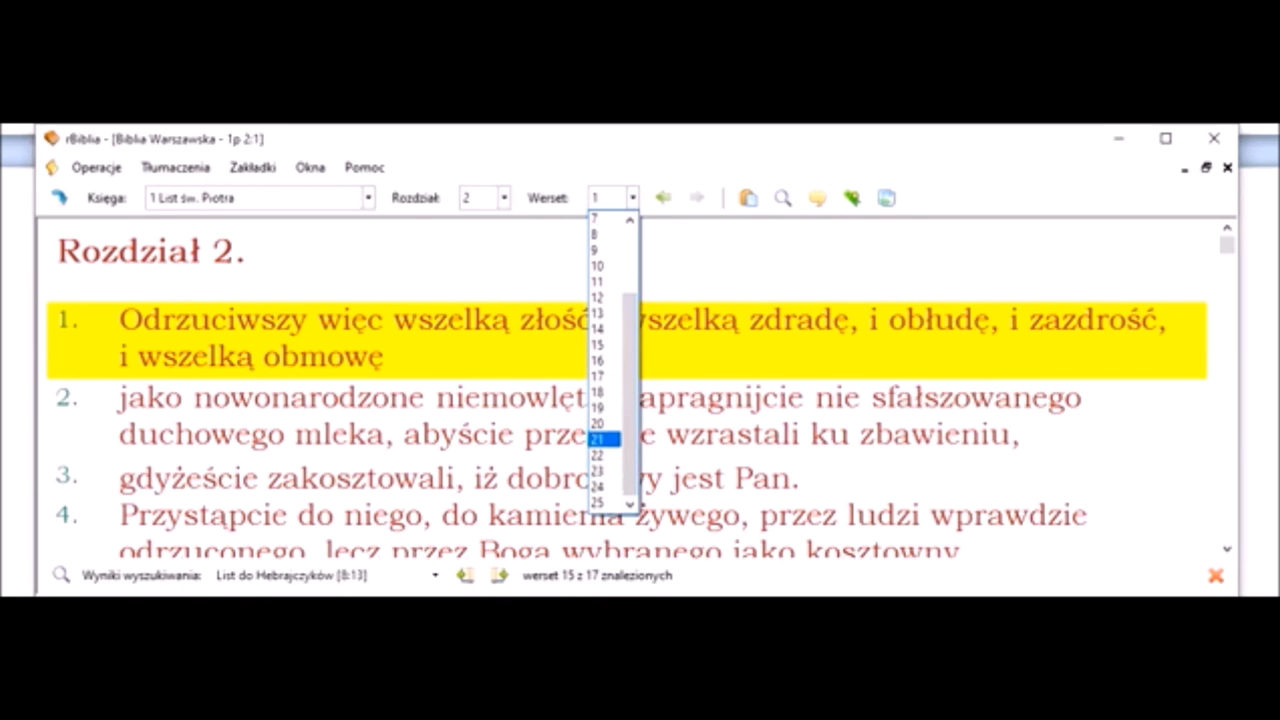 rBiblia - [Biblia Warszawska - 1p 2:1]
Operacje Tłumaczenia Zakładki Okna Pomoc
Księga: 1 List św. Piotra Rozdział: 2 Werset: 1
7
8
9
10
11
12
13
14
15
16
17
18
19
20
21
22
23
24
25
Rozdział 2.
1. Odrzuciwszy więc wszelką złość wszelką zdradę, i obłudę, i zazdrość,
i wszelką obmowę
2. jako nowonarodzone nie sfałszowanego
duchowego mleka, abyście wzrastali ku zbawieniu,
3. gdyżeście zakosztowali, iż jest Pan.
4. Przystąpcie do niego, do kamienia żywego, przez ludzi wprawdzie
odrzuconego, lecz przez Boga wybranego jako kosztowny
Wyniki wyszukiwania: List do Hebrajczyków [8:13] werset 15 z 17 znalezionych